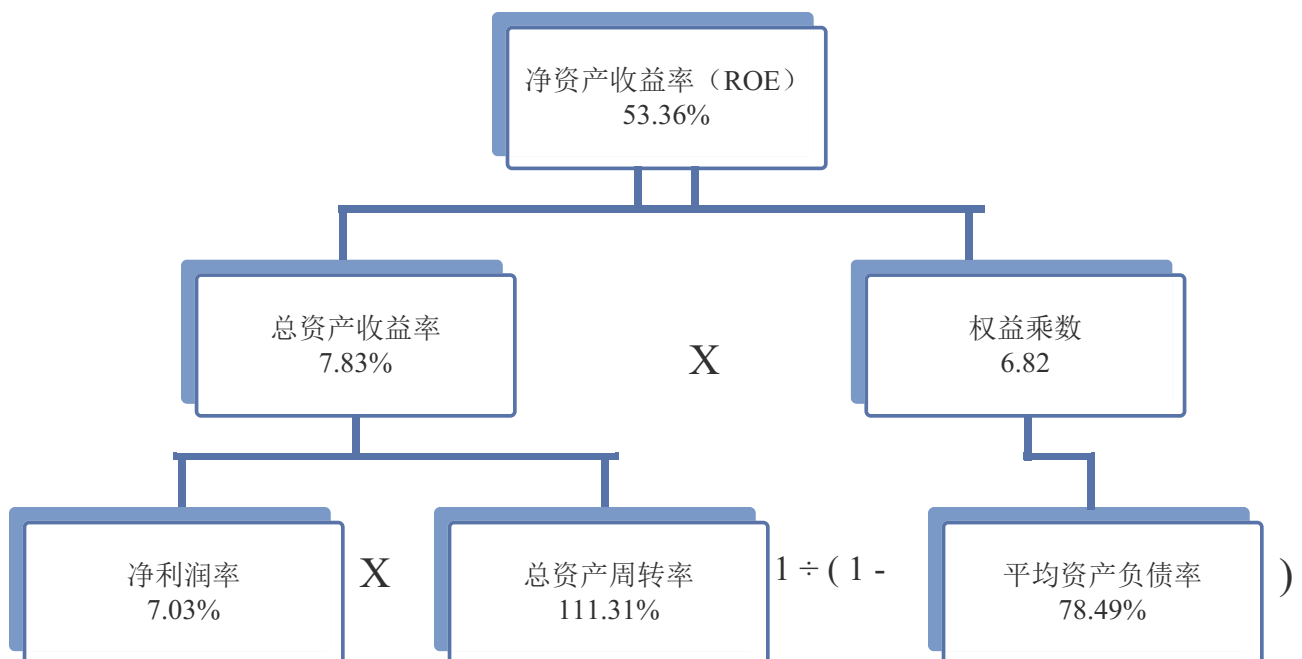 净资产收益率（ROE）
53.36%
总资产收益率
7.83%
X
权益乘数
6.82
净利润率
7.03%
X
总资产周转率
111.31%
1 ÷ ( 1 -
平均资产负债率
78.49%
)